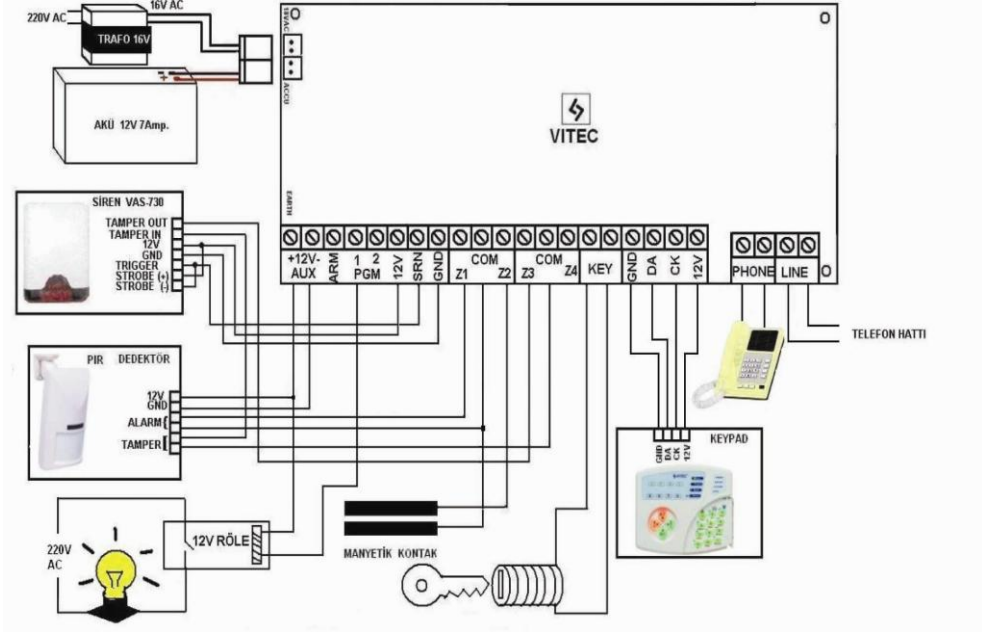 16V AC
220V AC
TRAFO 16V
16VAC
ACCU
AKÜ 12V 7Amp.
VITEC
EARTH
SİREN VAS-730
TAMPER OUT
TAMPER IN
12V
GND
TRIGGER
STROBE (+)
STROBE (-)
+12V-
AUX
ARM
1 2
PGM
12V
SRN
GND
COM
Z1 Z2
COM
Z3 Z4
KEY
GND
DA
CK
12V
PHONE
LINE
TELEFON HATTI
PIR DEDEKTÖR
12V
GND
ALARM{
TAMPER[
KEYPAD
GND
DA
CK
12V
220V
AC
12V RÖLE
MANYETİK KONTAK